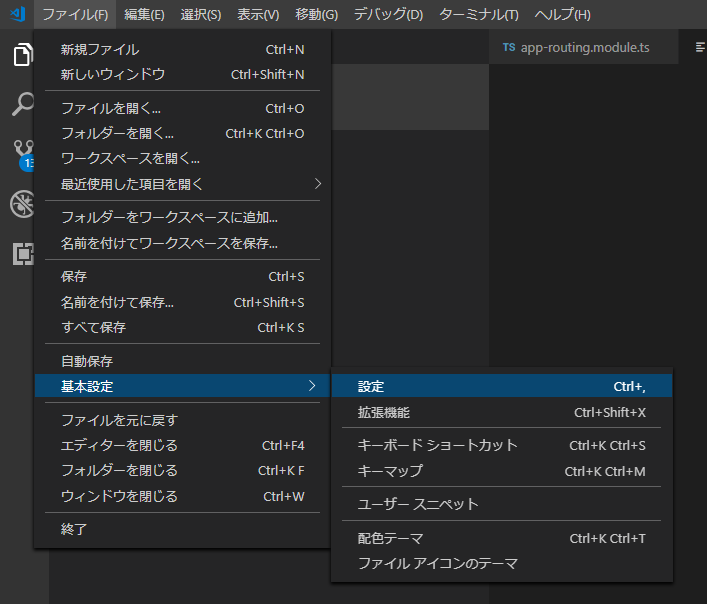 ファイル(F) 編集(E) 選択(S) 表示(V) 移動(G) デバッグ(D) ターミナル(T) ヘルプ(H)
TS app-routing.module.ts
新規ファイル Ctrl+N
新しいウィンドウ Ctrl+Shift+N
ファイルを開く... Ctrl+O
フォルダーを開く... Ctrl+K Ctrl+O
ワークスペースを開く...
最近使用した項目を開く
フォルダーをワークスペースに追加...
名前を付けてワークスペースを保存...
保存 Ctrl+S
名前を付けて保存... Ctrl+Shift+S
すべて保存 Ctrl+K S
自動保存
基本設定
ファイルを元に戻す
エディターを閉じる Ctrl+F4
フォルダーを閉じる Ctrl+K F
ウィンドウを閉じる Ctrl+W
終了
設定 Ctrl+,
拡張機能 Ctrl+Shift+X
キーボード ショートカット Ctrl+K Ctrl+S
キーマップ Ctrl+K Ctrl+M
ユーザー スニペット
配色テーマ Ctrl+K Ctrl+T
ファイル アイコンのテーマ